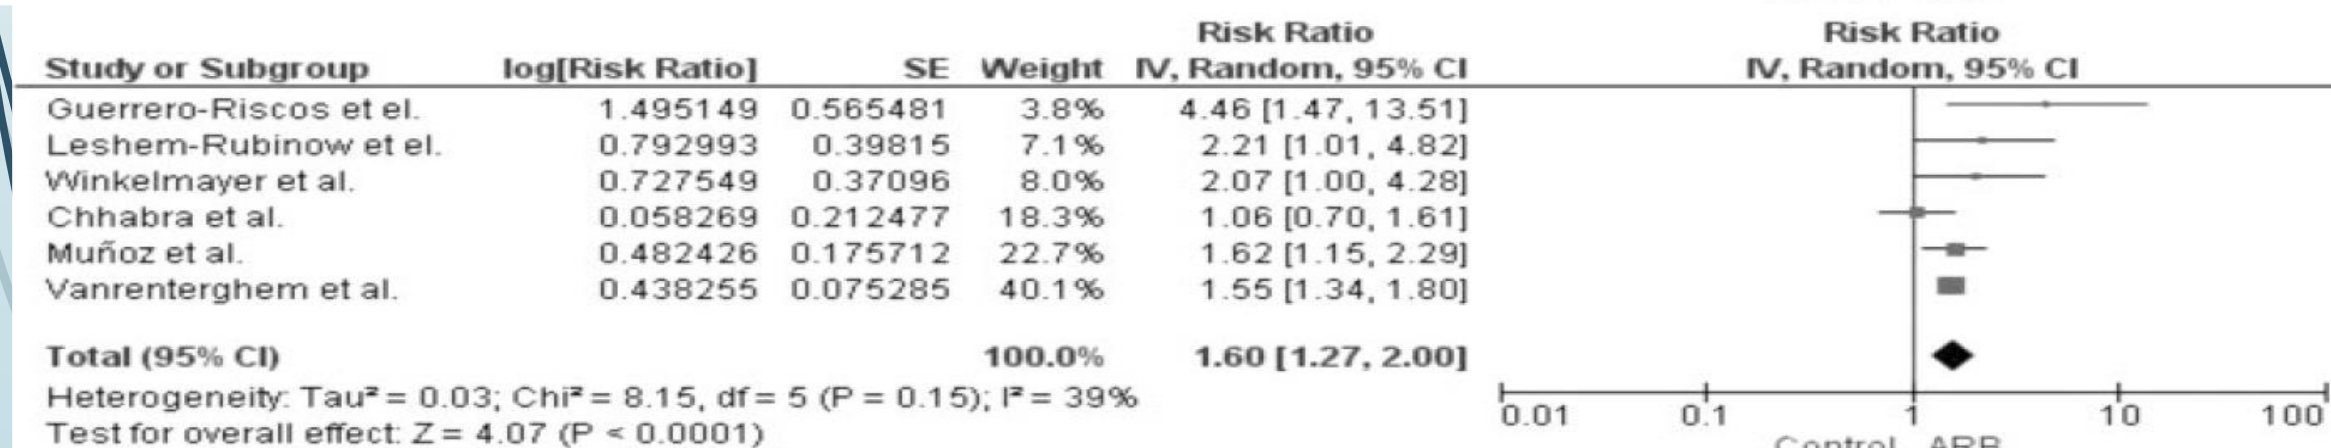 Risk Ratio Risk Ratio
Study or Subgroup log[Risk Ratio] SE Weight IV, Random, 95% CI IV, Random, 95% CI
Guerrero-Riscos et el. 1.495149 0.565481 3.8% 4.46 [1.47, 13.51]
Leshem-Rubinow et el. 0.792993 0.39815 7.1% 2.21 [1.01, 4.82]
Winkelmayer et al. 0.727549 0.37096 8.0% 2.07 [1.00, 4.28]
Chhabra et al. 0.058269 0.212477 18.3% 1.06 [0.70, 1.61]
Muñoz et al. 0.482426 0.175712 22.7% 1.62 [1.15, 2.29]
Vanrenterghem et al. 0.438255 0.075285 40.1% 1.55 [1.34, 1.80]
Total (95% CI) 100.0% 1.60 [1.27, 2.00]
Heterogeneity: Tau² = 0.03; Chi² = 8.15, df = 5 (P = 0.15); I² = 39%
Test for overall effect: Z = 4.07 (P < 0.0001)
0.01 0.1 1 10 100
Control ARB